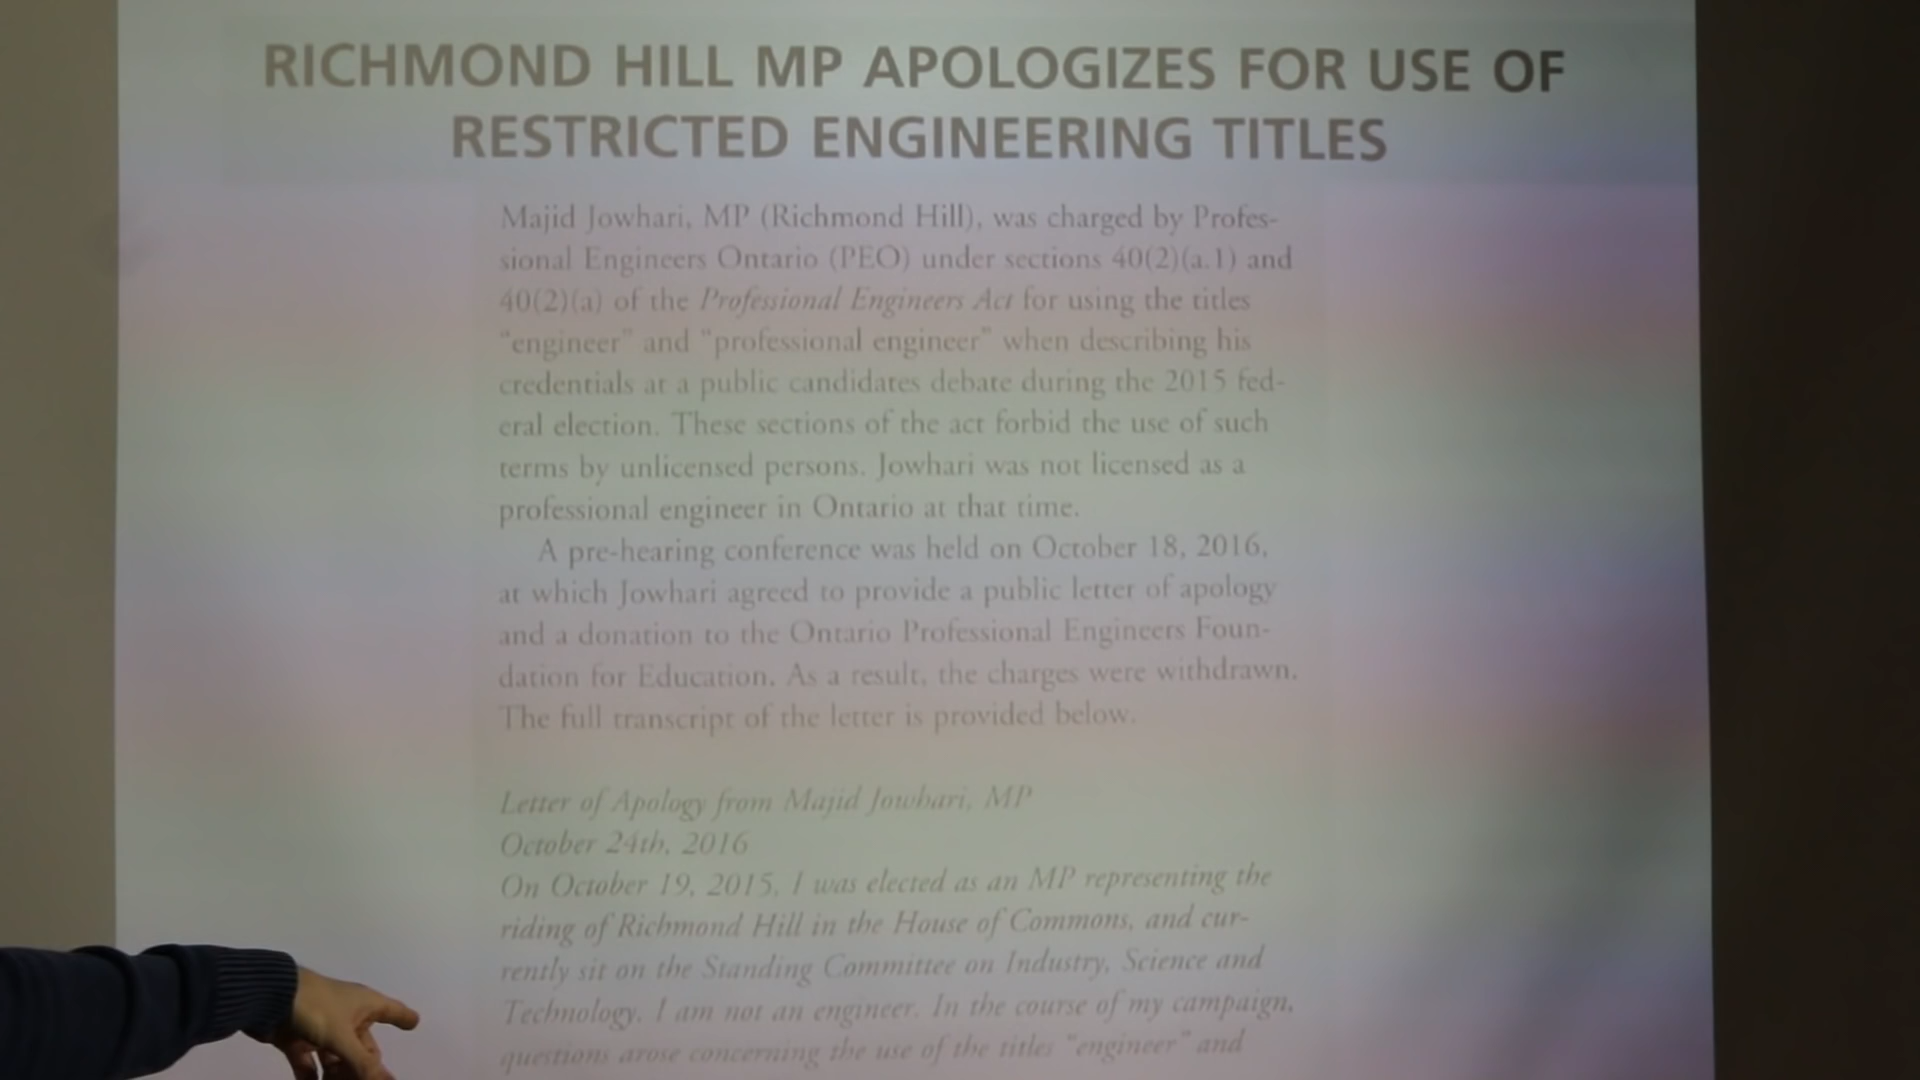 RICHMOND HILL MP APOLOGIZES FOR USE OF
RESTRICTED ENGINEERING TITLES
Majid Jowhari, MP (Richmond Hill), was charged by Profes-
sional Engineers Ontario (PEO) under sections 40(2)(a.1) and
40(2)(a) of the Professional Engineers Act for using the titles
“engineer” and “professional engineer” when describing his
credentials at a public candidates debate during the 2015 fed-
eral election. These sections of the act forbid the use of such
terms by unlicensed persons. Jowhari was not licensed as a
professional engineer in Ontario at that time.
A pre-hearing conference was held on October 18, 2016,
at which Jowhari agreed to provide a public letter of apology
and a donation to the Ontario Professional Engineers Foun-
dation for Education. As a result, the charges were withdrawn.
The full transcript of the letter is provided below.
Letter of Apology from Majid Jowhari, MP
October 24th, 2016
On October 19, 2015, I was elected as an MP representing the
riding of Richmond Hill in the House of Commons, and cur-
rently sit on the Standing Committee on Industry, Science and
Technology. I am not an engineer. In the course of my campaign,
questions arose concerning the use of the titles “engineer” and